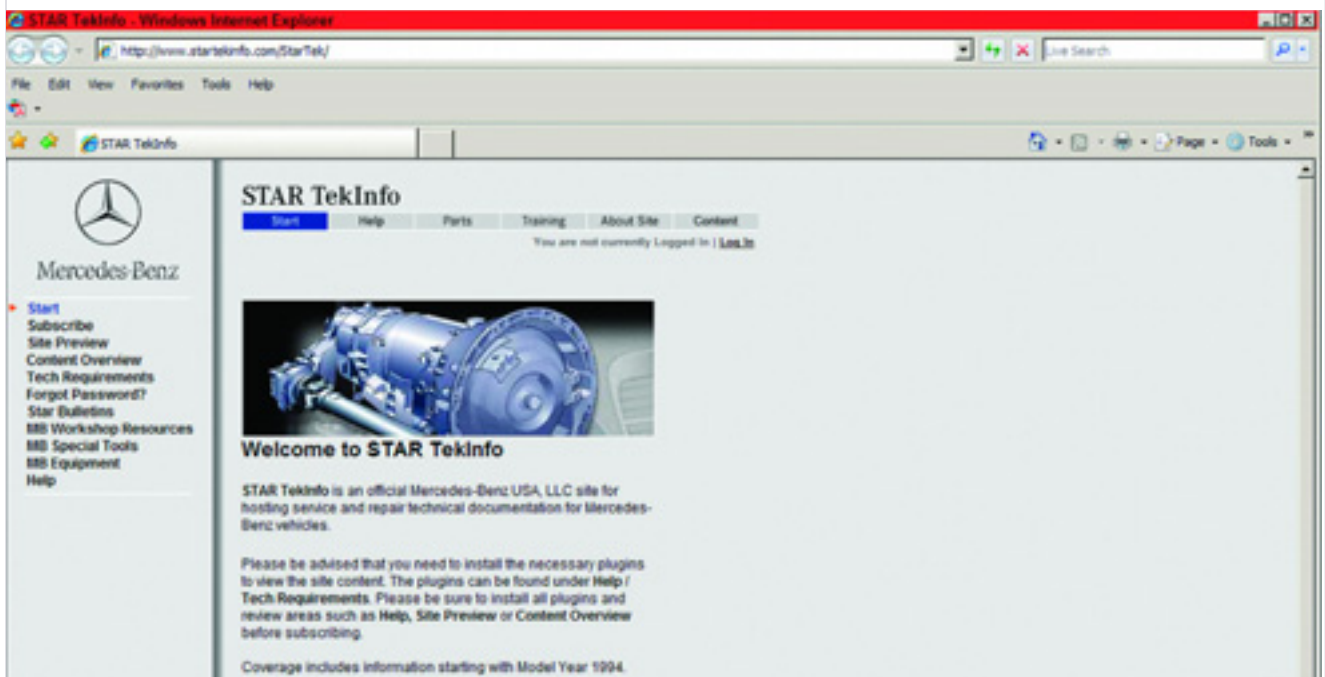 STAR TekInfo - Windows Internet Explorer
http://www.startekinfo.com/StarTek/
Live Search
File Edit View Favorites Tools Help
STAR TekInfo
Page Tools
Mercedes-Benz
Start
Subscribe
Site Preview
Content Overview
Tech Requirements
Forgot Password?
Star Bulletins
MB Workshop Resources
MB Special Tools
MB Equipment
Help
STAR TekInfo
Start Help Parts Training About Site Content
You are not currently Logged In | Log In
Welcome to STAR TekInfo
STAR TekInfo is an official Mercedes-Benz USA, LLC site for
hosting service and repair technical documentation for Mercedes-
Benz vehicles.
Please be advised that you need to install the necessary plugins
to view the site content. The plugins can be found under Help /
Tech Requirements. Please be sure to install all plugins and
review areas such as Help, Site Preview or Content Overview
before subscribing.
Coverage includes information starting with Model Year 1994.